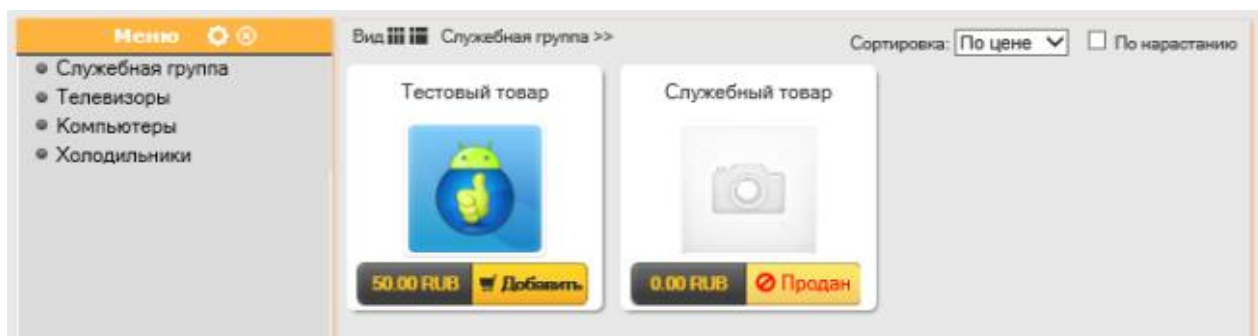 Меню
Служебная группа
Телевизоры
Компьютеры
Холодильники
Вид Служебная группа >>
Сортировка: По цене По нарастанию
Тестовый товар
50.00 RUB Добавить
Служебный товар
0.00 RUB Продан